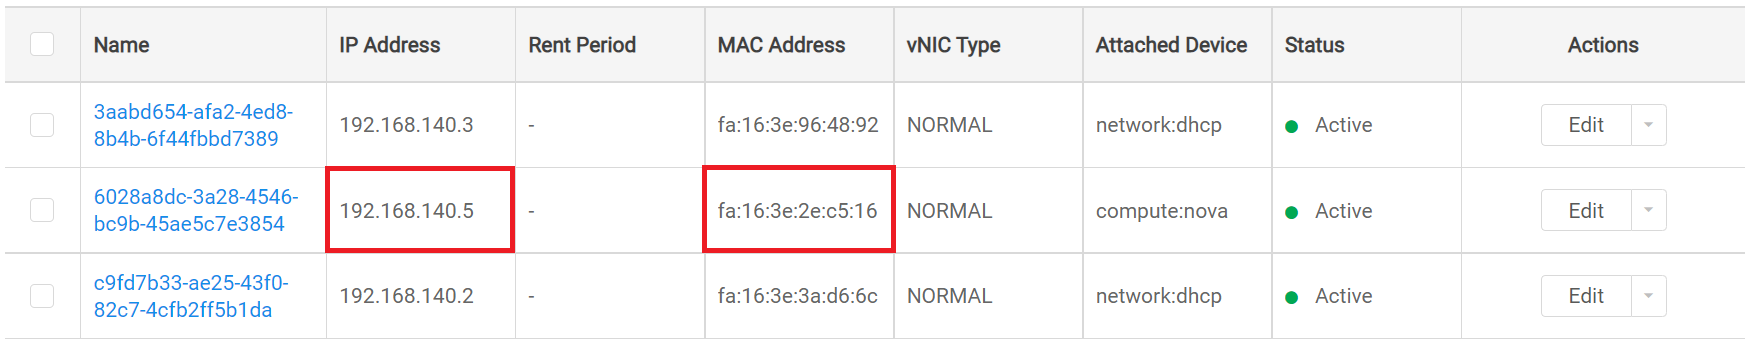 Name IP Address Rent Period MAC Address vNIC Type Attached Device Status Actions
3aabd654-afa2-4ed8-
8b4b-6f44fbbd7389
192.168.140.3 - fa:16:3e:96:48:92 NORMAL network:dhcp Active Edit
6028a8dc-3a28-4546-
bc9b-45ae5c7e3854
192.168.140.5 - fa:16:3e:2e:c5:16 NORMAL compute:nova Active Edit
c9fd7b33-ae25-43f0-
82c7-4cfb2ff5b1da
192.168.140.2 - fa:16:3e:3a:d6:6c NORMAL network:dhcp Active Edit